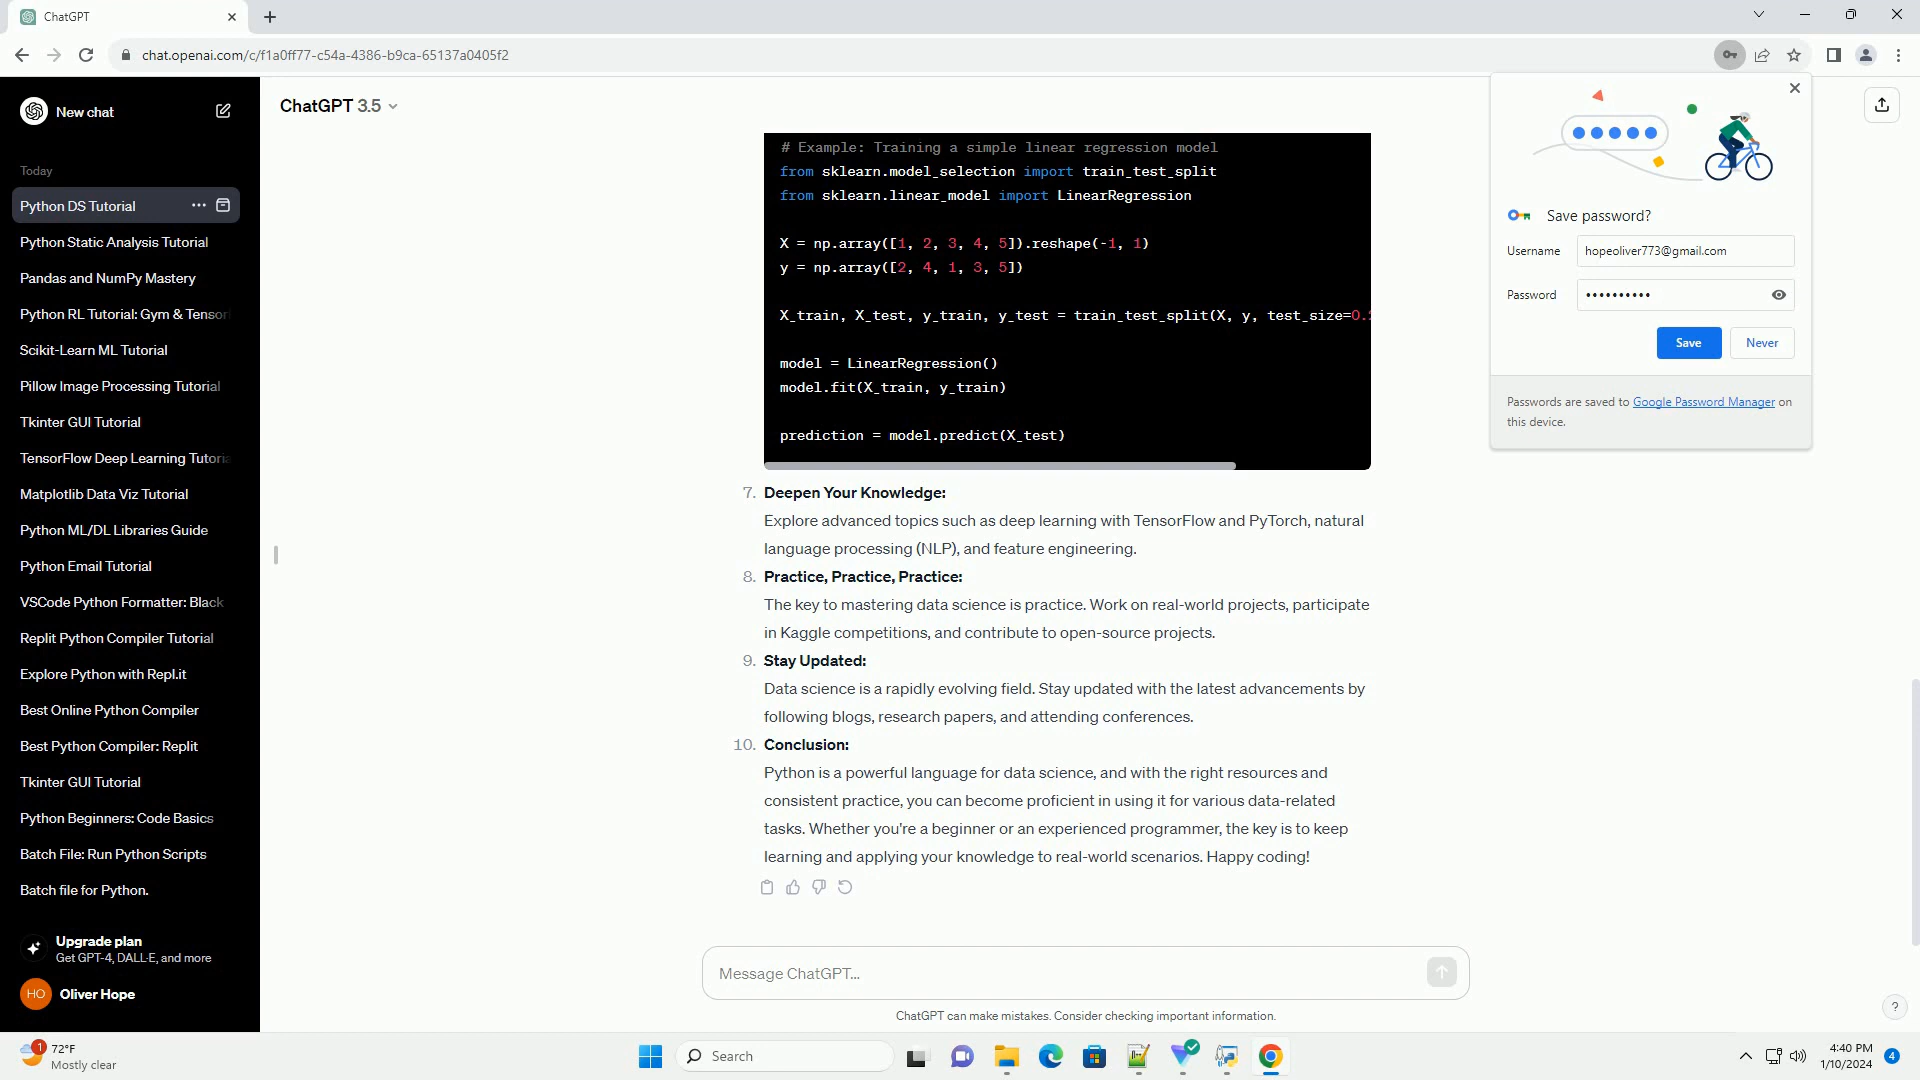 ChatGPT
chat.openai.com/c/f1a0ff77-c54a-4386-b9ca-65137a0405f2
New chat
Today
Python DS Tutorial
Python Static Analysis Tutorial
Pandas and NumPy Mastery
Python RL Tutorial: Gym & Tensor
Scikit-Learn ML Tutorial
Pillow Image Processing Tutorial
Tkinter GUI Tutorial
TensorFlow Deep Learning Tutoria
Matplotlib Data Viz Tutorial
Python ML/DL Libraries Guide
Python Email Tutorial
VSCode Python Formatter: Black
Replit Python Compiler Tutorial
Explore Python with Repl.it
Best Online Python Compiler
Best Python Compiler: Replit
Tkinter GUI Tutorial
Python Beginners: Code Basics
Batch File: Run Python Scripts
Batch file for Python.
Upgrade plan
Get GPT-4, DALL·E, and more
HO
Oliver Hope
ChatGPT 3.5
# Example: Training a simple linear regression model
from sklearn.model_selection import train_test_split
from sklearn.linear_model import LinearRegression
X = np.array([1, 2, 3, 4, 5]).reshape(-1, 1)
y = np.array([2, 4, 1, 3, 5])
X_train, X_test, y_train, y_test = train_test_split(X, y, test_size=0.2
model = LinearRegression()
model.fit(X_train, y_train)
prediction = model.predict(X_test)
7. Deepen Your Knowledge:
Explore advanced topics such as deep learning with TensorFlow and PyTorch, natural
language processing (NLP), and feature engineering.
8. Practice, Practice, Practice:
The key to mastering data science is practice. Work on real-world projects, participate
in Kaggle competitions, and contribute to open-source projects.
9. Stay Updated:
Data science is a rapidly evolving field. Stay updated with the latest advancements by
following blogs, research papers, and attending conferences.
10. Conclusion:
Python is a powerful language for data science, and with the right resources and
consistent practice, you can become proficient in using it for various data-related
tasks. Whether you're a beginner or an experienced programmer, the key is to keep
learning and applying your knowledge to real-world scenarios. Happy coding!
Message ChatGPT...
ChatGPT can make mistakes. Consider checking important information.
?
Save password?
Username hopeoliver773@gmail.com
Password ••••••••••
Save Never
Passwords are saved to Google Password Manager on
this device.
1
72°F
Mostly clear
Search
4:40 PM
1/10/2024
4